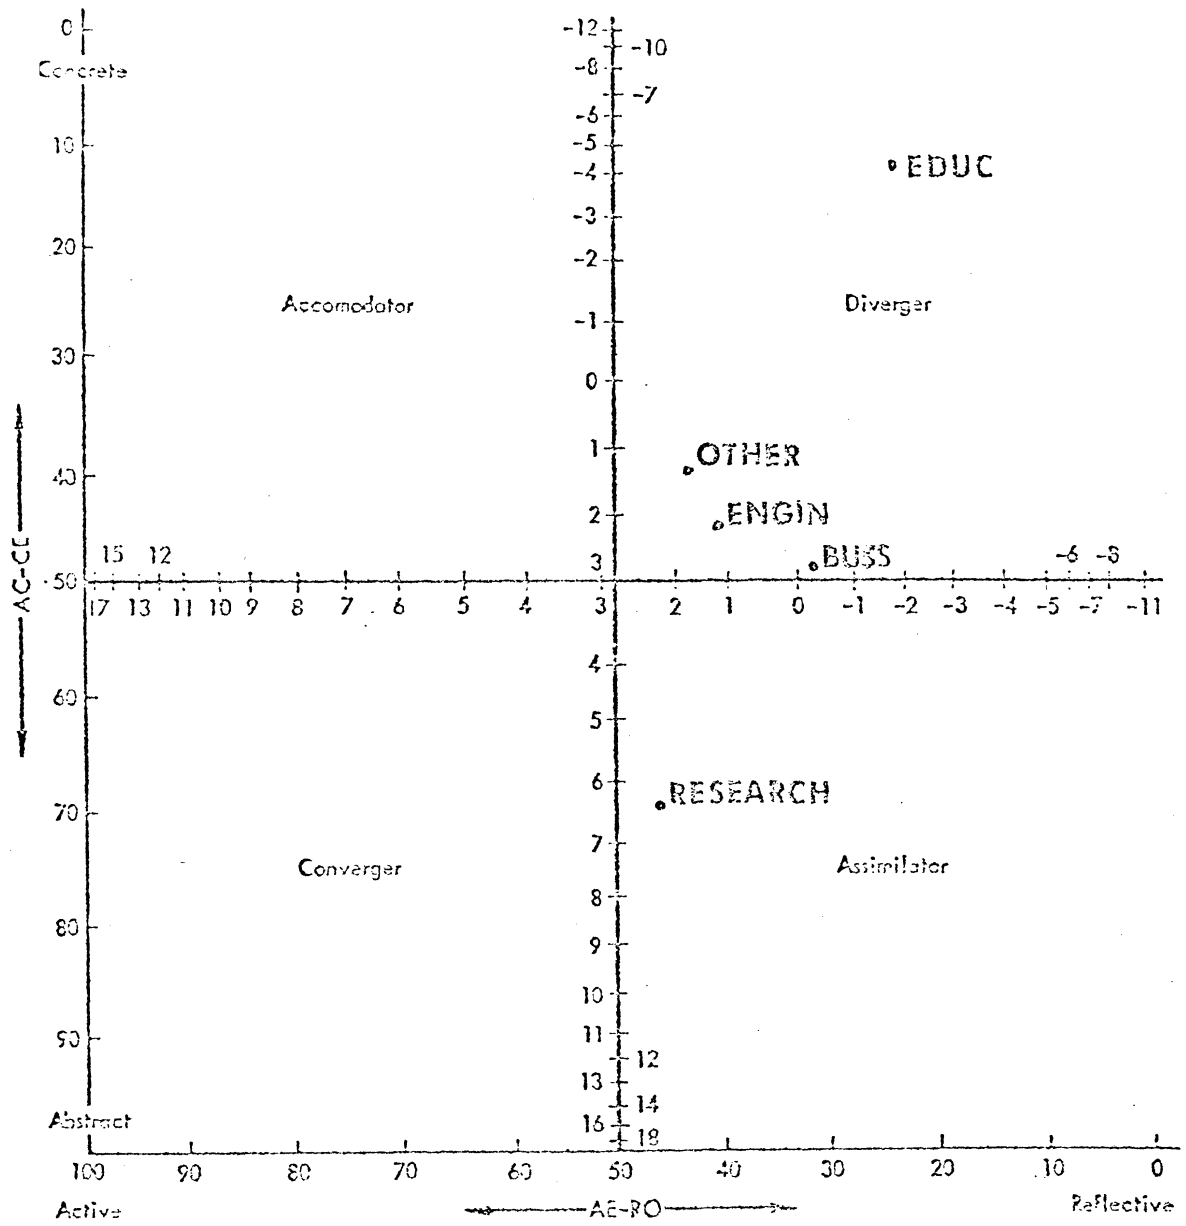 0 -12 -10
Concrete -8
-7
-6
10 -5
-4 EDUC
-3
20 -2
Accomodator -1 Diverger
30
0
1 OTHER
40
2 ENGIN
15 12 3 BUSS -6 -8
AC-CE
50
17 13 11 10 9 8 7 6 5 4 3 2 1 0 -1 -2 -3 -4 -5 -7 -11
4
60
5
6 RESEARCH
70
7
Converger Assimilator
8
80
9
10
90 11
12
13
14
Abstract 16
18
100 90 80 70 60 50 40 30 20 10 0
Active AE-RO Reflective